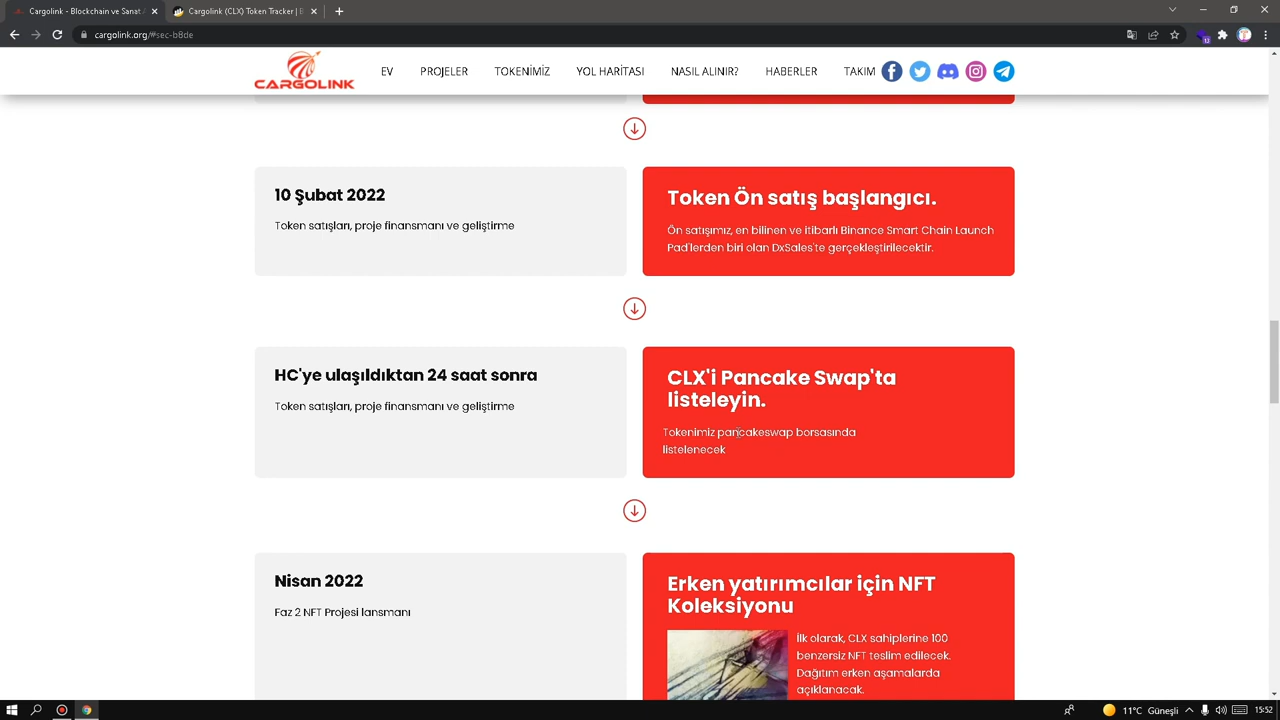 Cargolink - Blockchain ve Sanat /
Cargolink (CLX) Token Tracker | B
cargolink.org/#sec-b8de
CARGOLINK
EV
PROJELER
TOKENİMİZ
YOL HARİTASI
NASIL ALINIR?
HABERLER
TAKIM
10 Şubat 2022
Token satışları, proje finansmanı ve geliştirme
Token Ön satış başlangıcı.
Ön satışımız, en bilinen ve İtibarlı Binance Smart Chain Launch
Pad'lerden biri olan DxSales'te gerçekleştirilecektir.
HC'ye ulaşıldıktan 24 saat sonra
Token satışları, proje finansmanı ve geliştirme
CLX'i Pancake Swap'ta
listeleyin.
Tokenimiz pancakeswap borsasında
listelenecek
Nisan 2022
Faz 2 NFT Projesi lansmanı
Erken yatırımcılar için NFT
Koleksiyonu
İlk olarak, CLX sahiplerine 100
benzersiz NFT teslim edilecek.
Dağıtım erken aşamalarda
açıklanacak.
11°C Güneşli
15:52